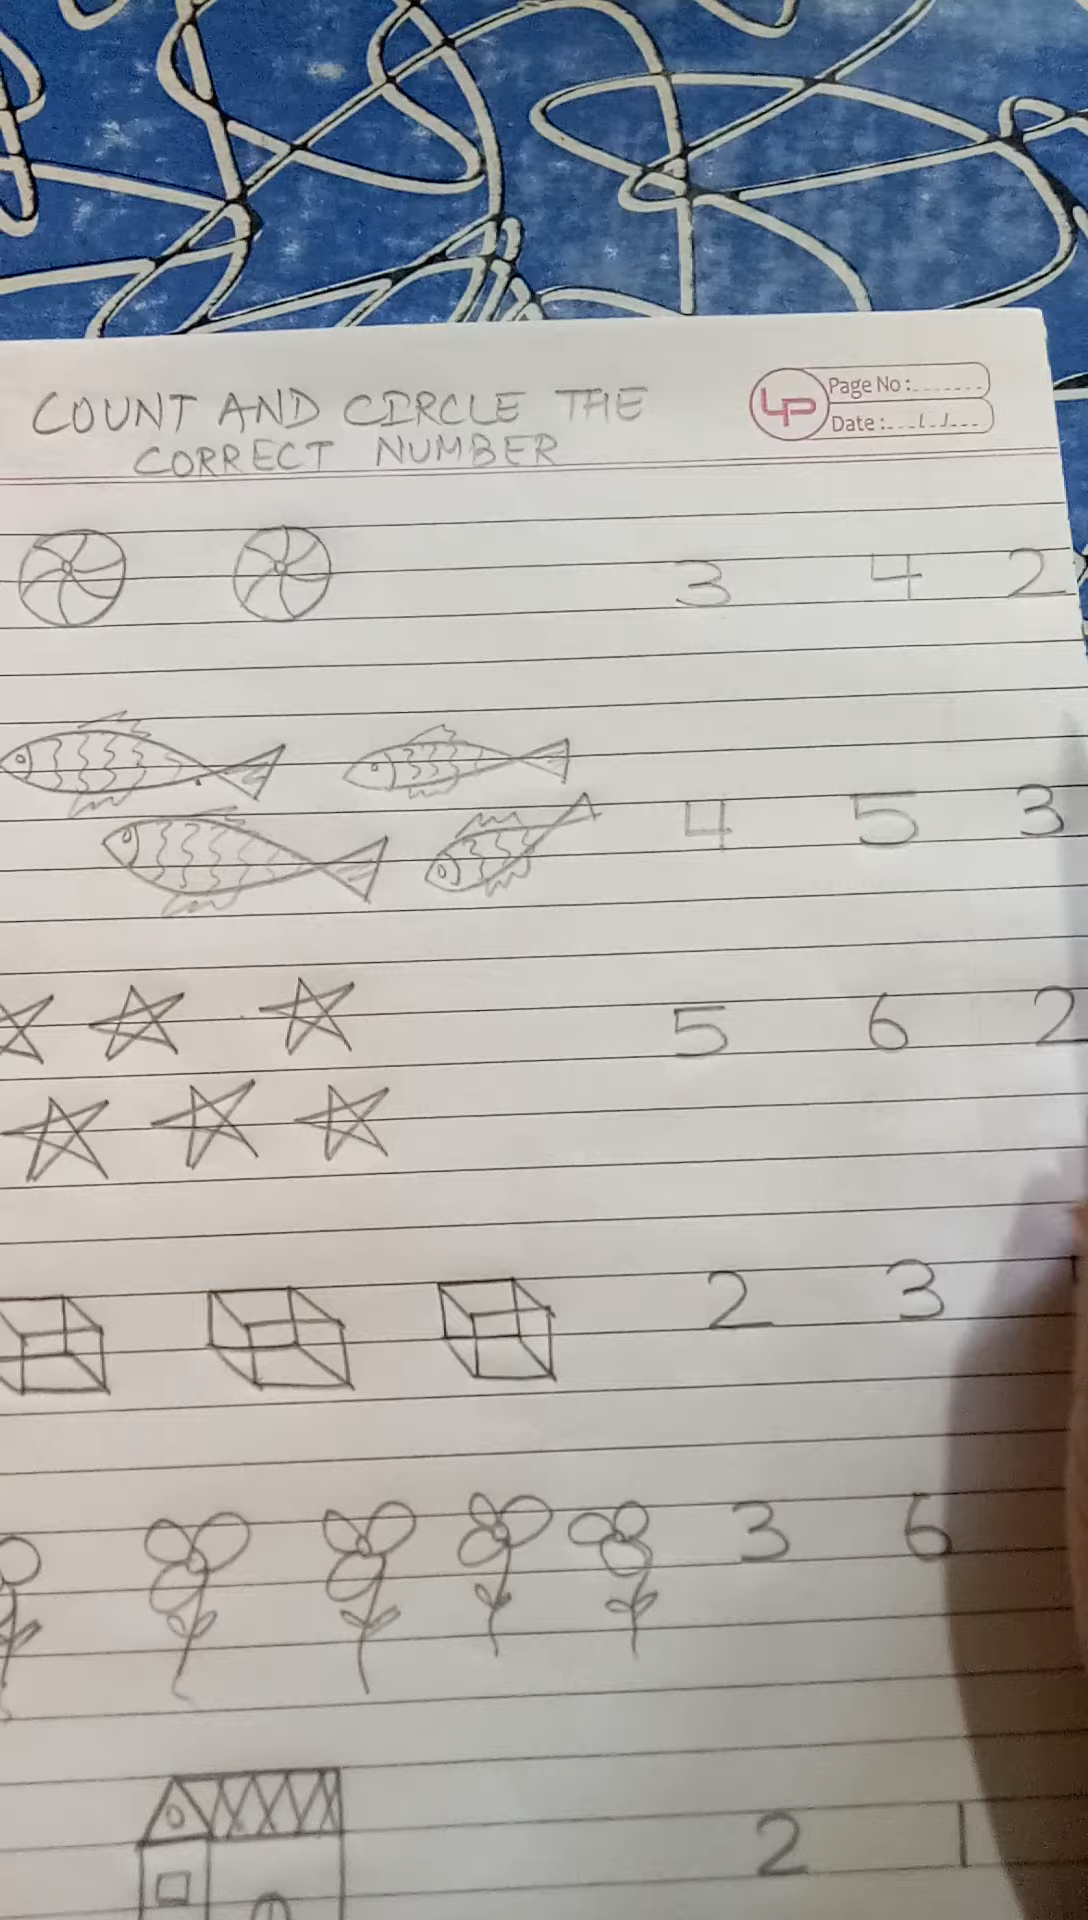 COUNT AND CIRCLE THE
CORRECT NUMBER
LP
Page No :.......
Date :.../../...
3 4 2
4 5 3
5 6 2
2 3
3 6
2 1